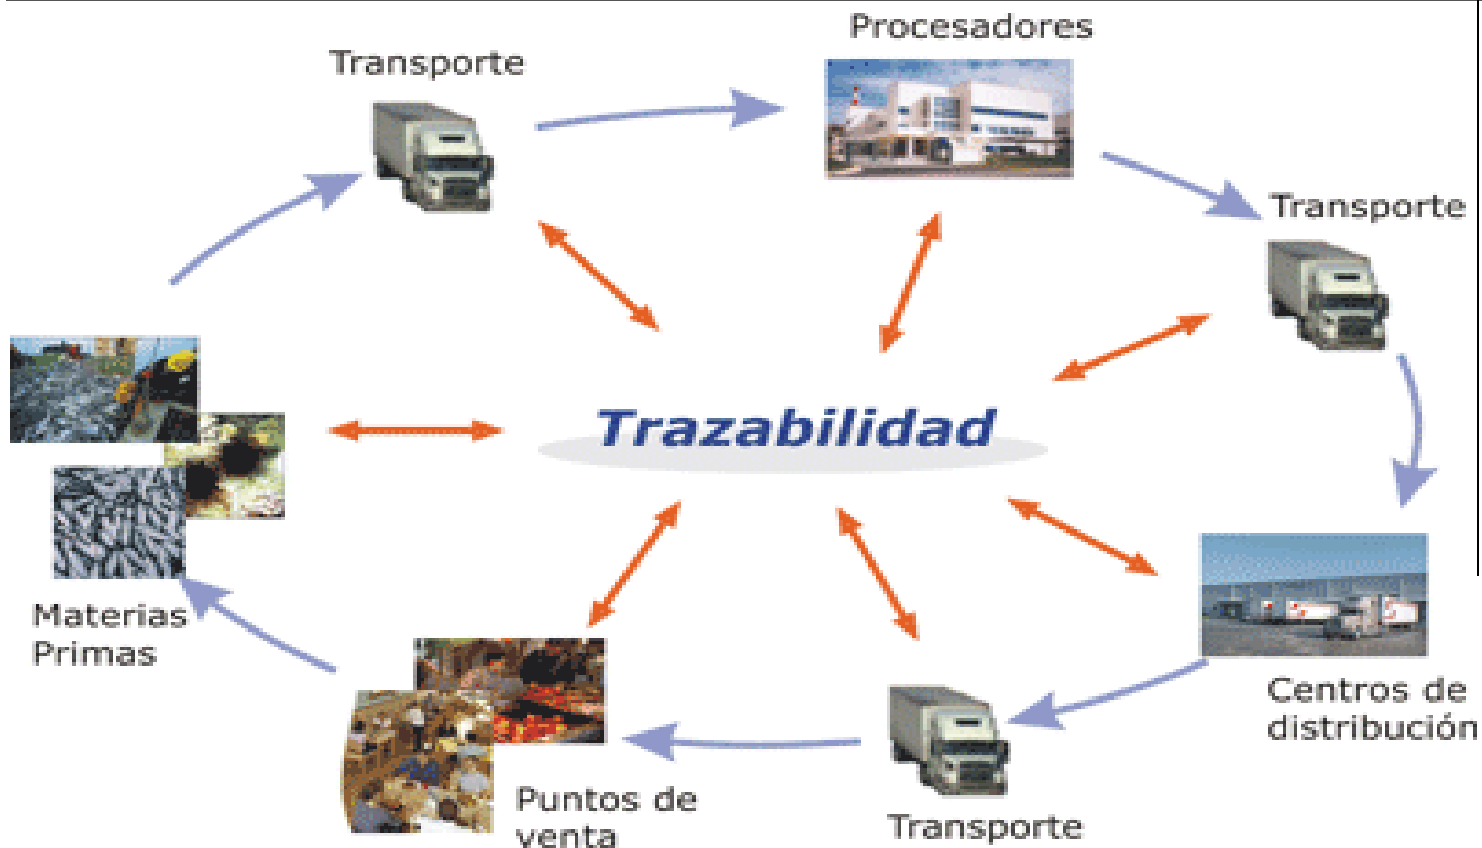 Procesadores
Transporte
Transporte
Trazabilidad
Materias
Primas
Centros de
distribución
Puntos de
venta
Transporte